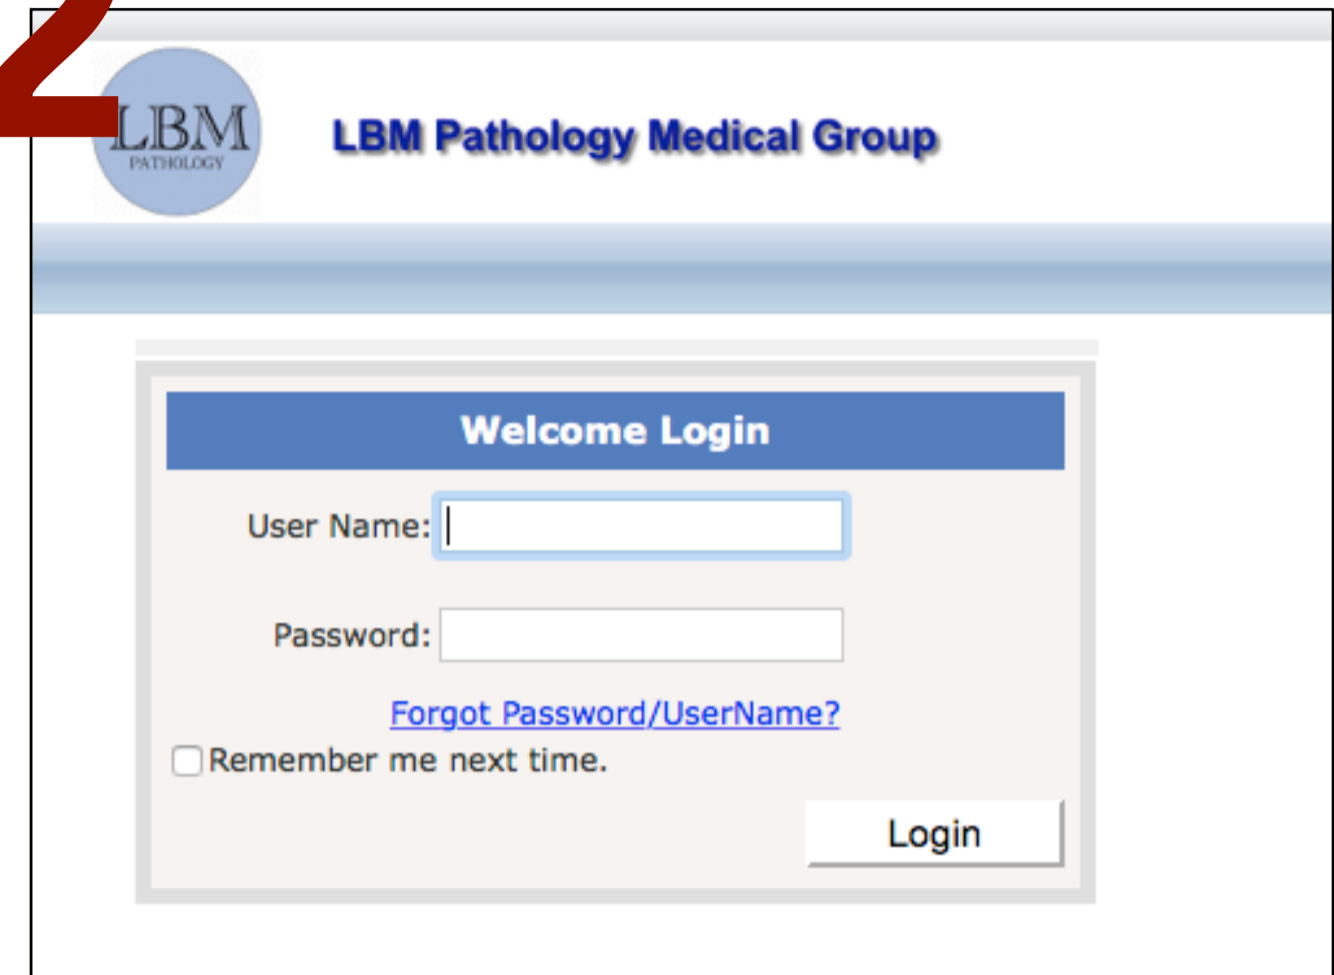 2
LBM
PATHOLOGY
LBM Pathology Medical Group
Welcome Login
User Name:
Password:
Forgot Password/UserName?
Remember me next time.
Login